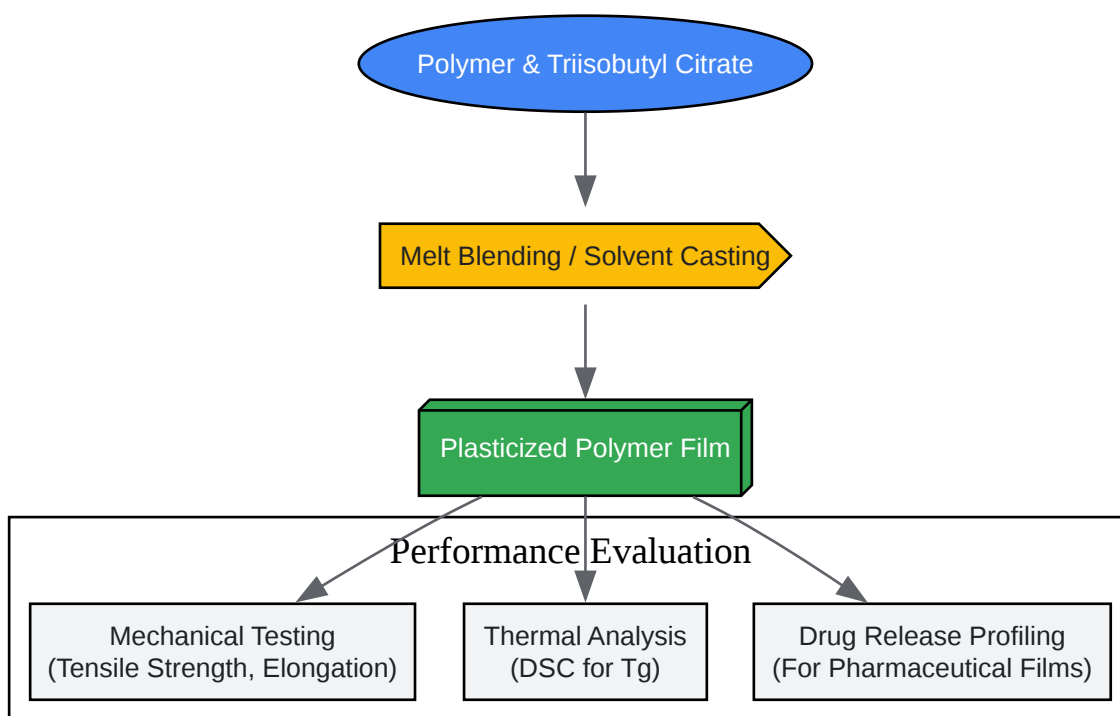 Polymer & Triisobutyl Citrate
Melt Blending / Solvent Casting
Plasticized Polymer Film
Performance Evaluation
Mechanical Testing
(Tensile Strength, Elongation)
Thermal Analysis
(DSC for Tg)
Drug Release Profiling
(For Pharmaceutical Films)